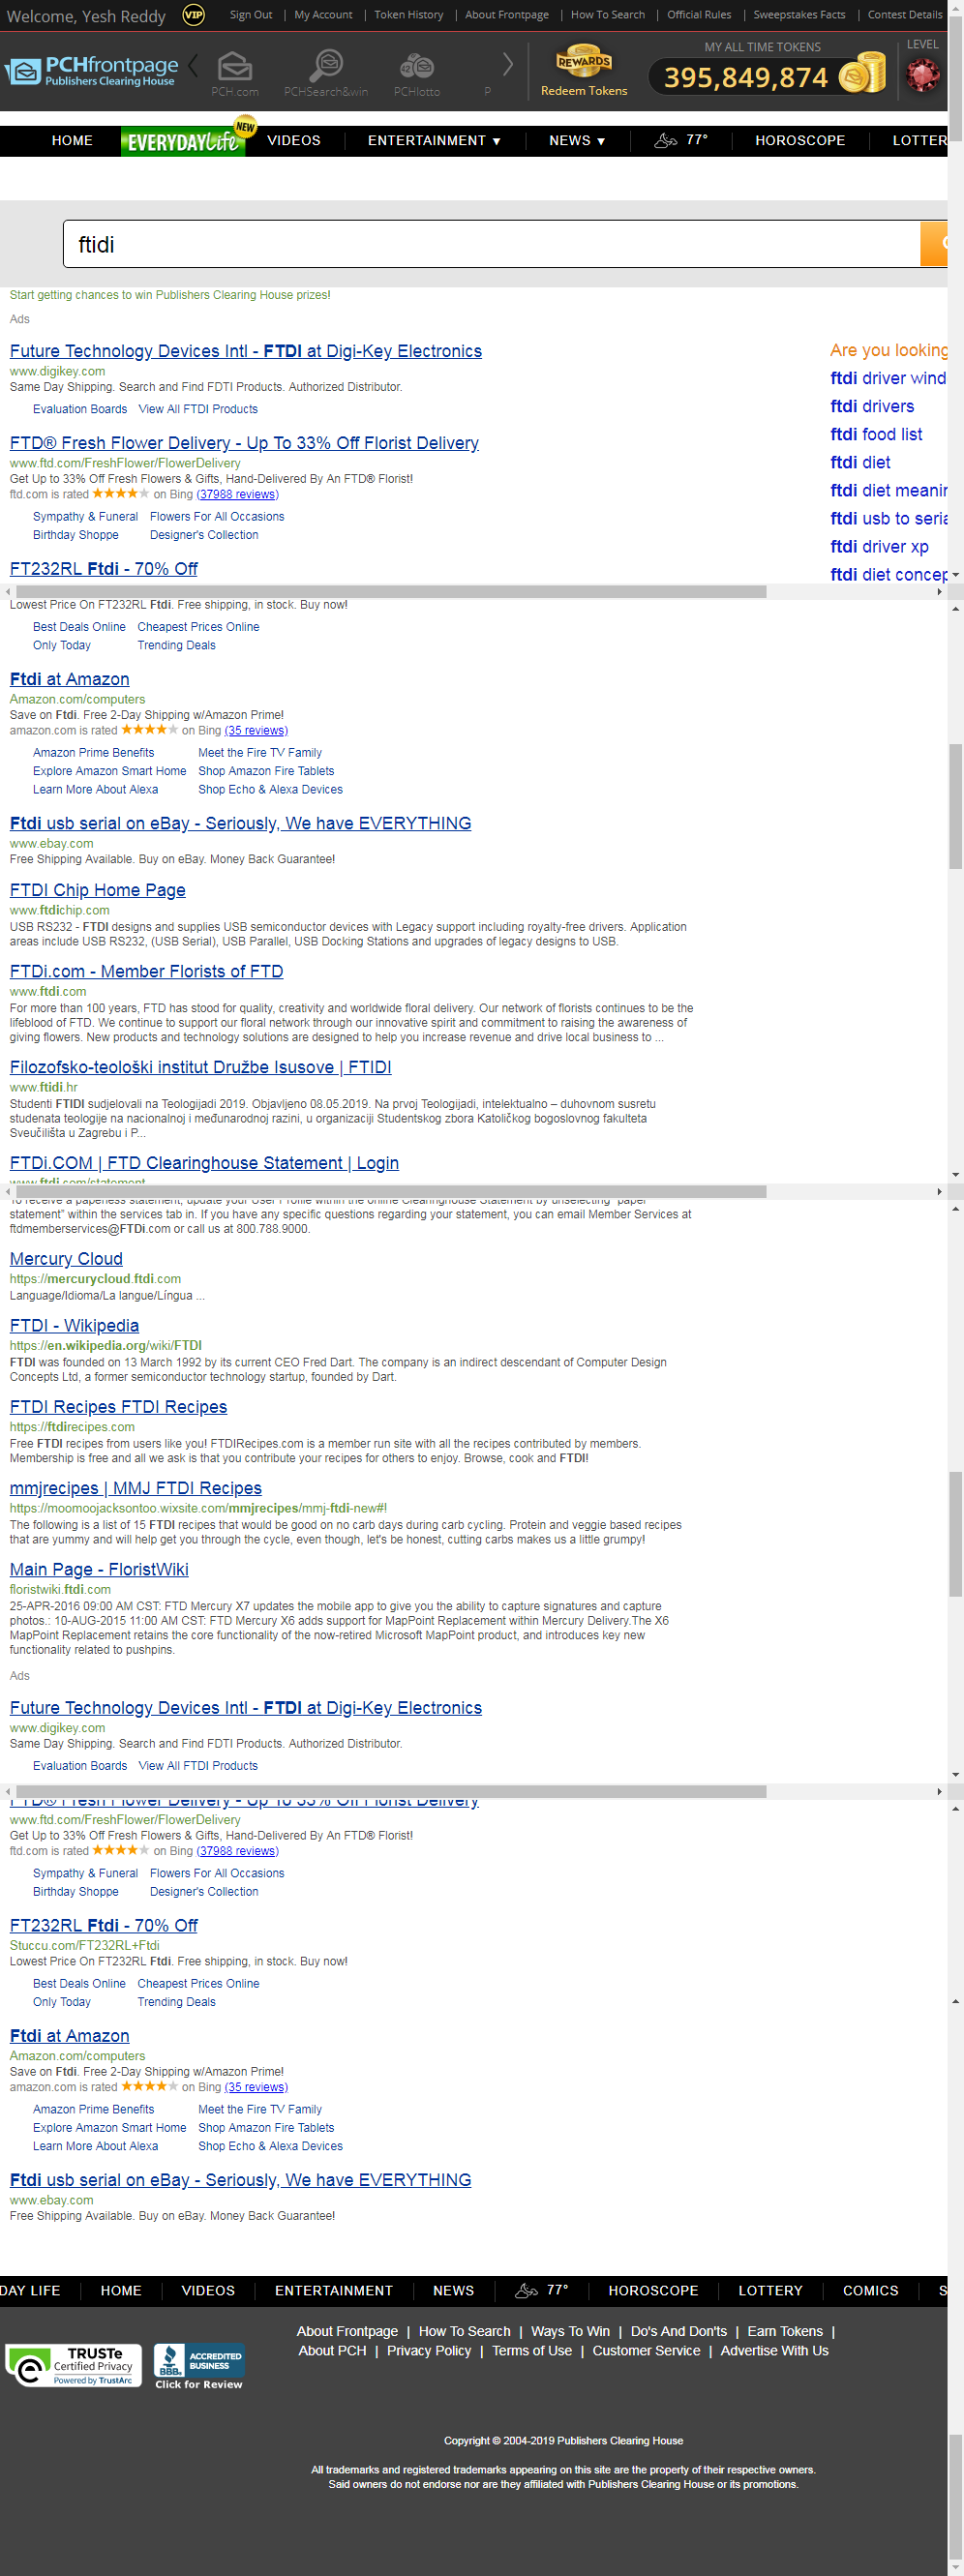 Welcome, Yesh Reddy VIP Sign Out | My Account | Token History | About Frontpage | How To Search | Official Rules | Sweepstakes Facts | Contest Details
PCHfrontpage
Publishers Clearing House
PCH.com PCHSearch&win PCHlotto P
REWARDS
Redeem Tokens
MY ALL TIME TOKENS
395,849,874
LEVEL
HOME EVERYDAY Life NEW VIDEOS ENTERTAINMENT ▼ NEWS ▼ 77° HOROSCOPE LOTTER
ftidi
Start getting chances to win Publishers Clearing House prizes!
Ads
Future Technology Devices Intl - FTDI at Digi-Key Electronics
www.digikey.com
Same Day Shipping. Search and Find FDTI Products. Authorized Distributor.
Evaluation Boards View All FTDI Products
FTD® Fresh Flower Delivery - Up To 33% Off Florist Delivery
www.ftd.com/FreshFlower/FlowerDelivery
Get Up to 33% Off Fresh Flowers & Gifts, Hand-Delivered By An FTD® Florist!
ftd.com is rated ★★★★★ on Bing (37988 reviews)
Sympathy & Funeral Flowers For All Occasions
Birthday Shoppe Designer's Collection
FT232RL Ftdi - 70% Off
Are you looking
ftdi driver wind
ftdi drivers
ftdi food list
ftdi diet
ftdi diet meanin
ftdi usb to seria
ftdi driver xp
ftdi diet concep
Lowest Price On FT232RL Ftdi. Free shipping, in stock. Buy now!
Best Deals Online Cheapest Prices Online
Only Today Trending Deals
Ftdi at Amazon
Amazon.com/computers
Save on Ftdi. Free 2-Day Shipping w/Amazon Prime!
amazon.com is rated ★★★★★ on Bing (35 reviews)
Amazon Prime Benefits Meet the Fire TV Family
Explore Amazon Smart Home Shop Amazon Fire Tablets
Learn More About Alexa Shop Echo & Alexa Devices
Ftdi usb serial on eBay - Seriously, We have EVERYTHING
www.ebay.com
Free Shipping Available. Buy on eBay. Money Back Guarantee!
FTDI Chip Home Page
www.ftdichip.com
USB RS232 - FTDI designs and supplies USB semiconductor devices with Legacy support including royalty-free drivers. Application
areas include USB RS232, (USB Serial), USB Parallel, USB Docking Stations and upgrades of legacy designs to USB.
FTDi.com - Member Florists of FTD
www.ftdi.com
For more than 100 years, FTD has stood for quality, creativity and worldwide floral delivery. Our network of florists continues to be the
lifeblood of FTD. We continue to support our floral network through our innovative spirit and commitment to raising the awareness of
giving flowers. New products and technology solutions are designed to help you increase revenue and drive local business to ...
Filozofsko-teološki institut Družbe Isusove | FTIDI
www.ftidi.hr
Studenti FTIDI sudjelovali na Teologijadi 2019. Objavljeno 08.05.2019. Na prvoj Teologijadi, intelektualno – duhovnom susretu
studenata teologije na nacionalnoj i međunarodnoj razini, u organizaciji Studentskog zbora Katoličkog bogoslovnog fakulteta
Sveučilišta u Zagrebu i P...
FTDi.COM | FTD Clearinghouse Statement | Login
www.ftdi.com/statement
To receive a paperless statement, update your User Profile within the online Clearinghouse Statement by unselecting "paper
statement" within the services tab in. If you have any specific questions regarding your statement, you can email Member Services at
ftdmemberservices@FTDi.com or call us at 800.788.9000.
Mercury Cloud
https://mercurycloud.ftdi.com
Language/Idioma/La langue/Língua ...
FTDI - Wikipedia
https://en.wikipedia.org/wiki/FTDI
FTDI was founded on 13 March 1992 by its current CEO Fred Dart. The company is an indirect descendant of Computer Design
Concepts Ltd, a former semiconductor technology startup, founded by Dart.
FTDI Recipes FTDI Recipes
https://ftdirecipes.com
Free FTDI recipes from users like you! FTDIRecipes.com is a member run site with all the recipes contributed by members.
Membership is free and all we ask is that you contribute your recipes for others to enjoy. Browse, cook and FTDI!
mmjrecipes | MMJ FTDI Recipes
https://moomoojacksontoo.wixsite.com/mmjrecipes/mmj-ftdi-new#!
The following is a list of 15 FTDI recipes that would be good on no carb days during carb cycling. Protein and veggie based recipes
that are yummy and will help get you through the cycle, even though, let's be honest, cutting carbs makes us a little grumpy!
Main Page - FloristWiki
floristwiki.ftdi.com
25-APR-2016 09:00 AM CST: FTD Mercury X7 updates the mobile app to give you the ability to capture signatures and capture
photos.: 10-AUG-2015 11:00 AM CST: FTD Mercury X6 adds support for MapPoint Replacement within Mercury Delivery.The X6
MapPoint Replacement retains the core functionality of the now-retired Microsoft MapPoint product, and introduces key new
functionality related to pushpins.
Ads
Future Technology Devices Intl - FTDI at Digi-Key Electronics
www.digikey.com
Same Day Shipping. Search and Find FDTI Products. Authorized Distributor.
Evaluation Boards View All FTDI Products
FTD® Fresh Flower Delivery - Up To 33% Off Florist Delivery
www.ftd.com/FreshFlower/FlowerDelivery
Get Up to 33% Off Fresh Flowers & Gifts, Hand-Delivered By An FTD® Florist!
ftd.com is rated ★★★★★ on Bing (37988 reviews)
Sympathy & Funeral Flowers For All Occasions
Birthday Shoppe Designer's Collection
FT232RL Ftdi - 70% Off
Stuccu.com/FT232RL+Ftdi
Lowest Price On FT232RL Ftdi. Free shipping, in stock. Buy now!
Best Deals Online Cheapest Prices Online
Only Today Trending Deals
Ftdi at Amazon
Amazon.com/computers
Save on Ftdi. Free 2-Day Shipping w/Amazon Prime!
amazon.com is rated ★★★★★ on Bing (35 reviews)
Amazon Prime Benefits Meet the Fire TV Family
Explore Amazon Smart Home Shop Amazon Fire Tablets
Learn More About Alexa Shop Echo & Alexa Devices
Ftdi usb serial on eBay - Seriously, We have EVERYTHING
www.ebay.com
Free Shipping Available. Buy on eBay. Money Back Guarantee!
DAY LIFE HOME VIDEOS ENTERTAINMENT NEWS 77° HOROSCOPE LOTTERY COMICS S
About Frontpage | How To Search | Ways To Win | Do's And Don'ts | Earn Tokens |
About PCH | Privacy Policy | Terms of Use | Customer Service | Advertise With Us
TRUSTe
Certified Privacy
Powered by TrustArc
BBB.
ACCREDITED
BUSINESS
Click for Review
Copyright © 2004-2019 Publishers Clearing House
All trademarks and registered trademarks appearing on this site are the property of their respective owners.
Said owners do not endorse nor are they affiliated with Publishers Clearing House or its promotions.